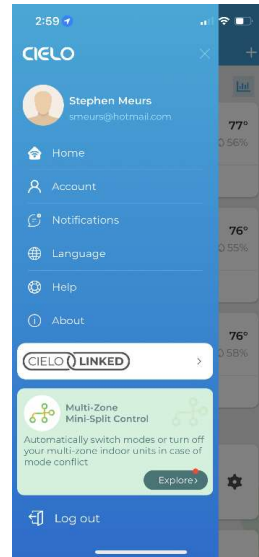 2:59
CIELO
Stephen Meurs
smeurs@hotmail.com
Home
Account
Notifications
Language
Help
About
CIELO LINKED
Multi-Zone
Mini-Split Control
Automatically switch modes or turn off
your multi-zone indoor units in case of
mode conflict
Explore
Log out
77°
56%
76°
55%
76°
58%